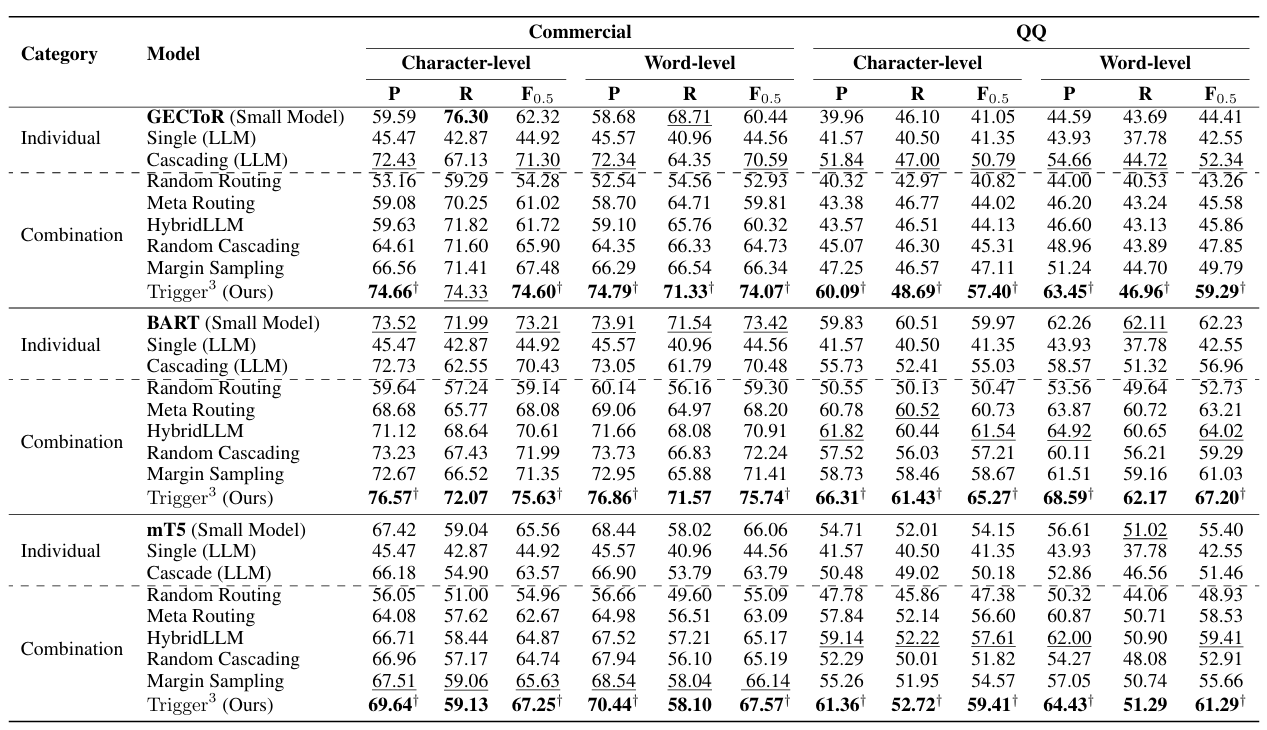 Commercial QQ
Category Model Character-level Word-level Character-level Word-level
P R F0.5 P R F0.5 P R F0.5 P R F0.5
GECToR (Small Model) 59.59 76.30 62.32 58.68 68.71 60.44 39.96 46.10 41.05 44.59 43.69 44.41
Individual Single (LLM) 45.47 42.87 44.92 45.57 40.96 44.56 41.57 40.50 41.35 43.93 37.78 42.55
Cascading (LLM) 72.43 67.13 71.30 72.34 64.35 70.59 51.84 47.00 50.79 54.66 44.72 52.34
Random Routing 53.16 59.29 54.28 52.54 54.56 52.93 40.32 42.97 40.82 44.00 40.53 43.26
Meta Routing 59.08 70.25 61.02 58.70 64.71 59.81 43.38 46.77 44.02 46.20 43.24 45.58
Combination HybridLLM 59.63 71.82 61.72 59.10 65.76 60.32 43.57 46.51 44.13 46.60 43.13 45.86
Random Cascading 64.61 71.60 65.90 64.35 66.33 64.73 45.07 46.30 45.31 48.96 43.89 47.85
Margin Sampling 66.56 71.41 67.48 66.29 66.54 66.34 47.25 46.57 47.11 51.24 44.70 49.79
Trigger³ (Ours) 74.66† 74.33 74.60† 74.79† 71.33† 74.07† 60.09† 48.69† 57.40† 63.45† 46.96† 59.29†
BART (Small Model) 73.52 71.99 73.21 73.91 71.54 73.42 59.83 60.51 59.97 62.26 62.11 62.23
Individual Single (LLM) 45.47 42.87 44.92 45.57 40.96 44.56 41.57 40.50 41.35 43.93 37.78 42.55
Cascading (LLM) 72.73 62.55 70.43 73.05 61.79 70.48 55.73 52.41 55.03 58.57 51.32 56.96
Random Routing 59.64 57.24 59.14 60.14 56.16 59.30 50.55 50.13 50.47 53.56 49.64 52.73
Meta Routing 68.68 65.77 68.08 69.06 64.97 68.20 60.78 60.52 60.73 63.87 60.72 63.21
Combination HybridLLM 71.12 68.64 70.61 71.66 68.08 70.91 61.82 60.44 61.54 64.92 60.65 64.02
Random Cascading 73.23 67.43 71.99 73.73 66.83 72.24 57.52 56.03 57.21 60.11 56.21 59.29
Margin Sampling 72.67 66.52 71.35 72.95 65.88 71.41 58.73 58.46 58.67 61.51 59.16 61.03
Trigger³ (Ours) 76.57† 72.07 75.63† 76.86† 71.57 75.74† 66.31† 61.43† 65.27† 68.59† 62.17 67.20†
mT5 (Small Model) 67.42 59.04 65.56 68.44 58.02 66.06 54.71 52.01 54.15 56.61 51.02 55.40
Individual Single (LLM) 45.47 42.87 44.92 45.57 40.96 44.56 41.57 40.50 41.35 43.93 37.78 42.55
Cascade (LLM) 66.18 54.90 63.57 66.90 53.79 63.79 50.48 49.02 50.18 52.86 46.56 51.46
Random Routing 56.05 51.00 54.96 56.66 49.60 55.09 47.78 45.86 47.38 50.32 44.06 48.93
Meta Routing 64.08 57.62 62.67 64.98 56.51 63.09 57.84 52.14 56.60 60.87 50.71 58.53
Combination HybridLLM 66.71 58.44 64.87 67.52 57.21 65.17 59.14 52.22 57.61 62.00 50.90 59.41
Random Cascading 66.96 57.17 64.74 67.94 56.10 65.19 52.29 50.01 51.82 54.27 48.08 52.91
Margin Sampling 67.51 59.06 65.63 68.54 58.04 66.14 55.26 51.95 54.57 57.05 50.74 55.66
Trigger³ (Ours) 69.64† 59.13 67.25† 70.44† 58.10 67.57† 61.36† 52.72† 59.41† 64.43† 51.29 61.29†